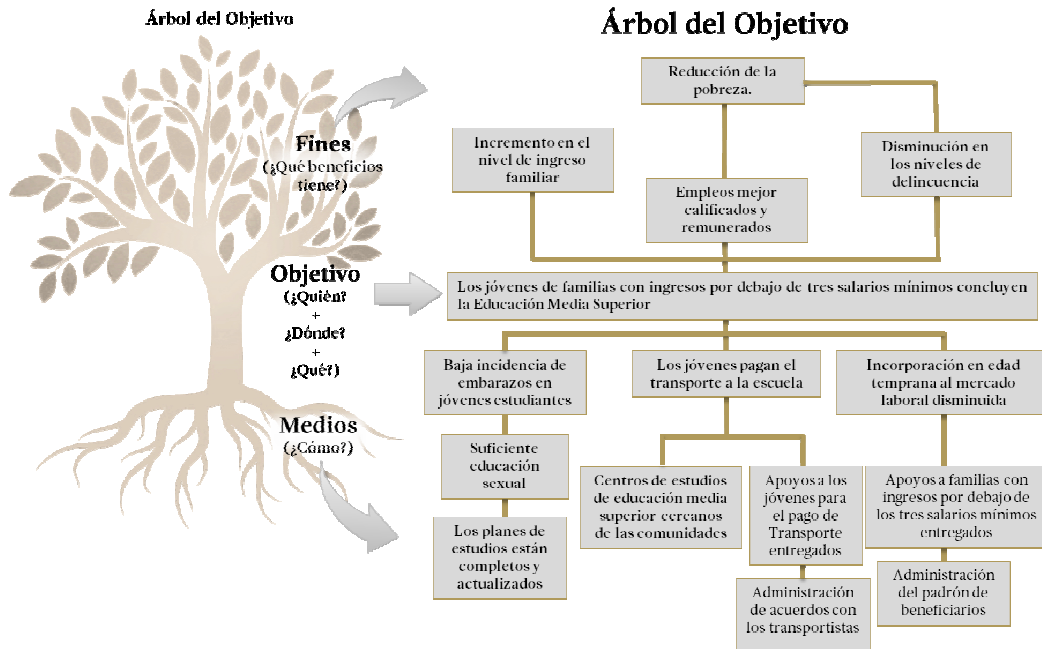 Árbol del Objetivo
Fines
(¿Qué beneficios
tiene?)
Objetivo
(¿Quién?
+
¿Dónde?
+
¿Qué?)
Medios
(¿Cómo?)
Árbol del Objetivo
Reducción de la
pobreza.
Incremento en el
nivel de ingreso
familiar
Empleos mejor
calificados y
remunerados
Disminución en
los niveles de
delincuencia
Los jóvenes de familias con ingresos por debajo de tres salarios mínimos concluyen
la Educación Media Superior
Baja incidencia de
embarazos en
jóvenes estudiantes
Los jóvenes pagan el
transporte a la escuela
Incorporación en edad
temprana al mercado
laboral disminuida
Suficiente
educación
sexual
Centros de estudios
de educación media
superior cercanos
de las comunidades
Apoyos a los
jóvenes para
el pago de
Transporte
entregados
Apoyos a familias con
ingresos por debajo de
los tres salarios mínimos
entregados
Los planes de
estudios están
completos y
actualizados
Administración
de acuerdos con
los transportistas
Administración
del padrón de
beneficiarios